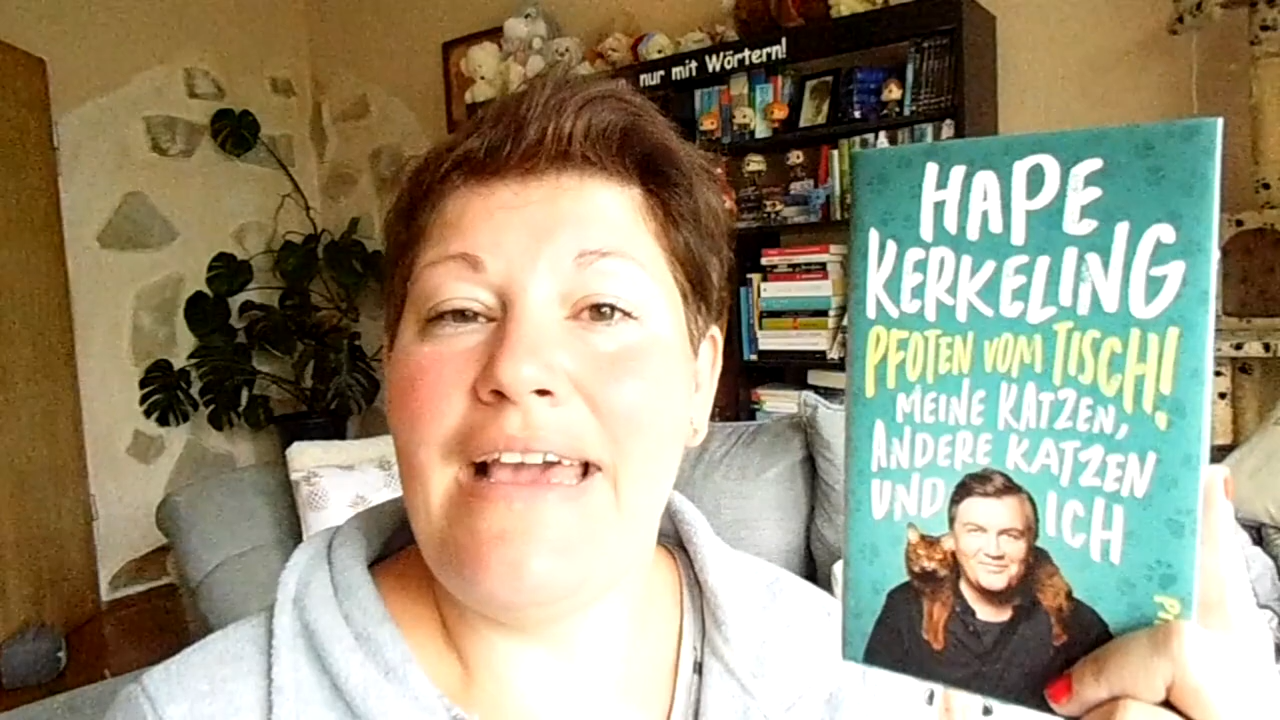 nur mit Wörtern!
HAPE
KERKELING
PFOTEN VOM TISCH!
MEINE KATZEN,
ANDERE KATZEN
UND ICH